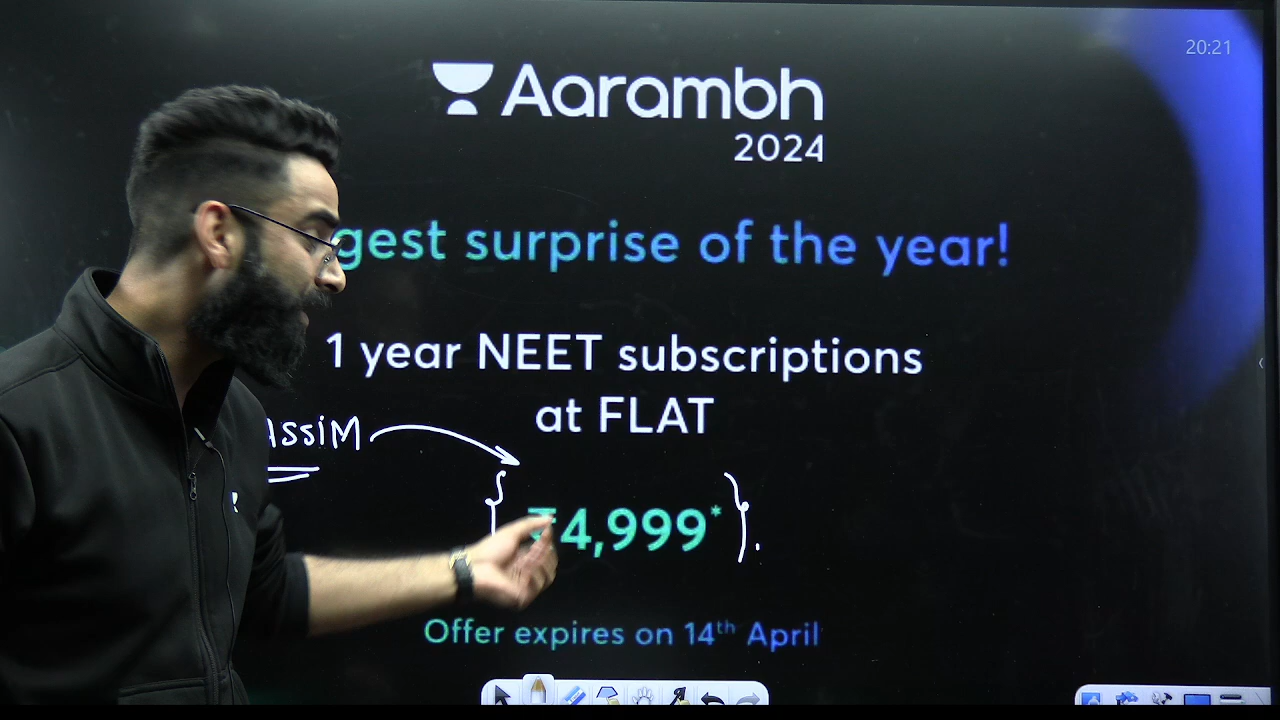 20:21
Aarambh
2024
gest surprise of the year!
1 year NEET subscriptions
at FLAT
ASSiM
₹4,999*
Offer expires on 14th April